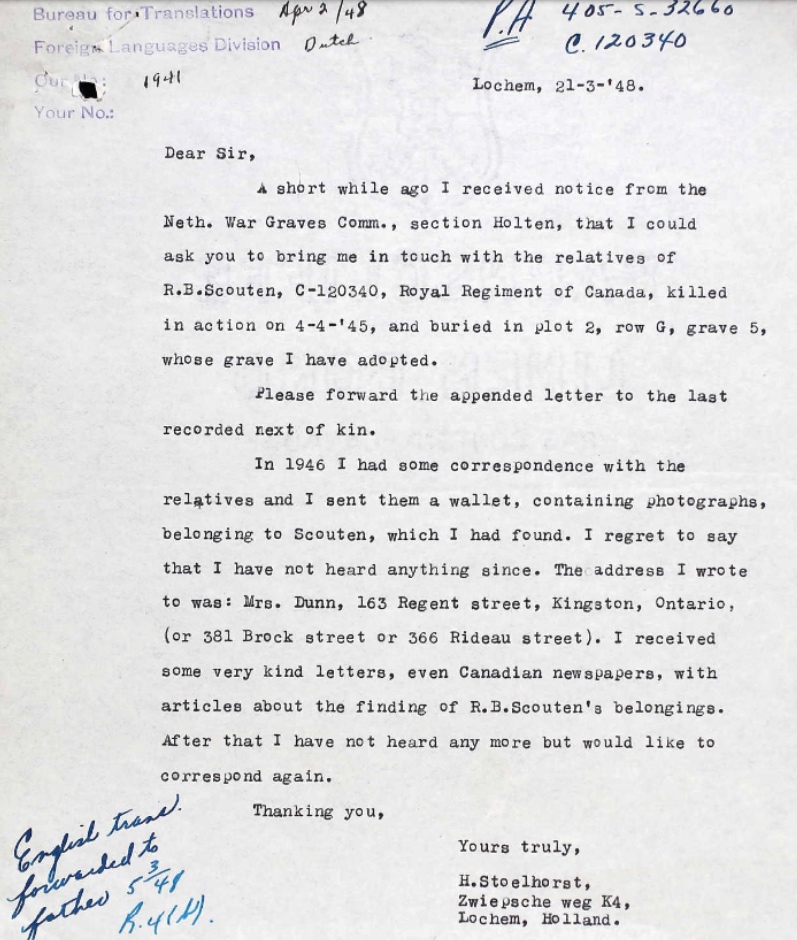 Bureau for Translations Apr 2/48
Foreign Languages Division Dutch
Our No: 1941
Your No.:
P.A 405-S-32660
C. 120340
Lochem, 21-3-'48.
Dear Sir,
A short while ago I received notice from the
Neth. War Graves Comm., section Holten, that I could
ask you to bring me in touch with the relatives of
R.B.Scouten, C-120340, Royal Regiment of Canada, killed
in action on 4-4-'45, and buried in plot 2, row G, grave 5,
whose grave I have adopted.
Please forward the appended letter to the last
recorded next of kin.
In 1946 I had some correspondence with the
relatives and I sent them a wallet, containing photographs,
belonging to Scouten, which I had found. I regret to say
that I have not heard anything since. The address I wrote
to was: Mrs. Dunn, 163 Regent street, Kingston, Ontario,
(or 381 Brock street or 366 Rideau street). I received
some very kind letters, even Canadian newspapers, with
articles about the finding of R.B.Scouten's belongings.
After that I have not heard any more but would like to
correspond again.
Thanking you,
Yours truly,
H.Stoelhorst,
Zwiepsche weg K4,
Lochem, Holland.
English trans.
forwarded to
father 5 3/48
R.4(H).